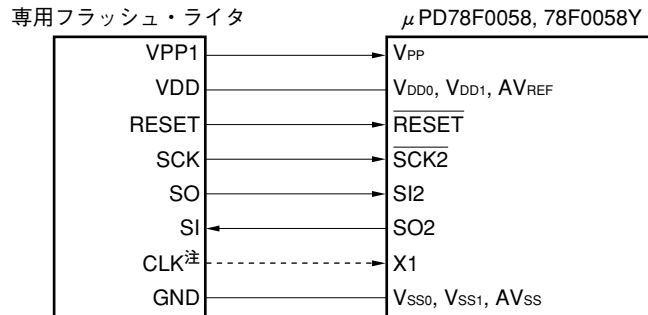 専用フラッシュ・ライタ μPD78F0058, 78F0058Y
VPP1 VPP
VDD VDD0, VDD1, AVREF
RESET RESET
SCK SCK2
SO SI2
SI SO2
CLK注 X1
GND VSS0, VSS1, AVSS